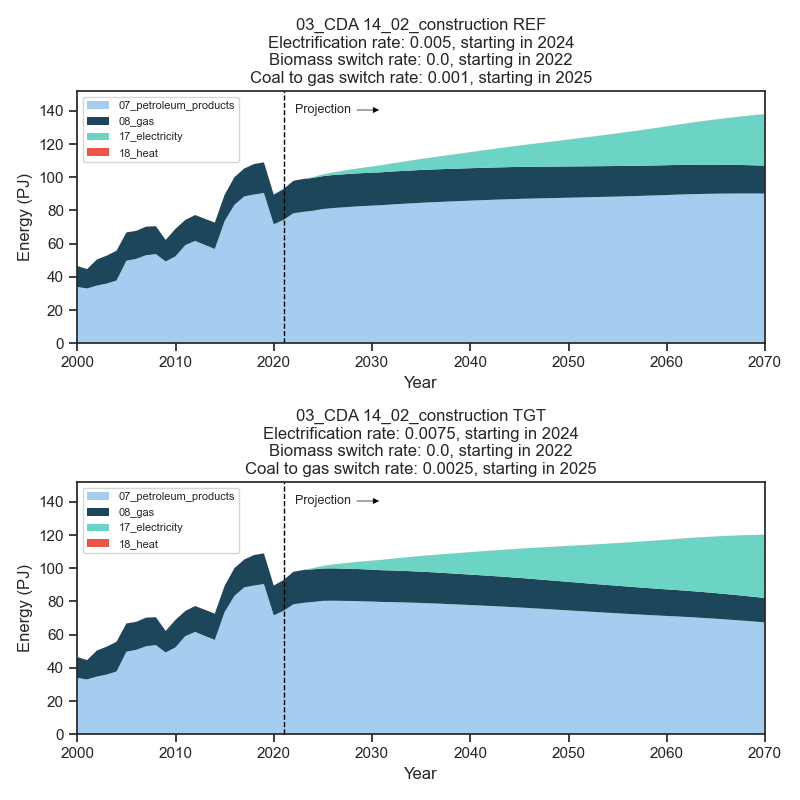 03_CDA 14_02_construction REF
Electrification rate: 0.005, starting in 2024
Biomass switch rate: 0.0, starting in 2022
Coal to gas switch rate: 0.001, starting in 2025
07_petroleum_products
08_gas
17_electricity
18_heat
Projection
Energy (PJ)
140
120
100
80
60
40
20
0
2000 2010 2020 2030 2040 2050 2060 2070
Year
03_CDA 14_02_construction TGT
Electrification rate: 0.0075, starting in 2024
Biomass switch rate: 0.0, starting in 2022
Coal to gas switch rate: 0.0025, starting in 2025
07_petroleum_products
08_gas
17_electricity
18_heat
Projection
Energy (PJ)
140
120
100
80
60
40
20
0
2000 2010 2020 2030 2040 2050 2060 2070
Year